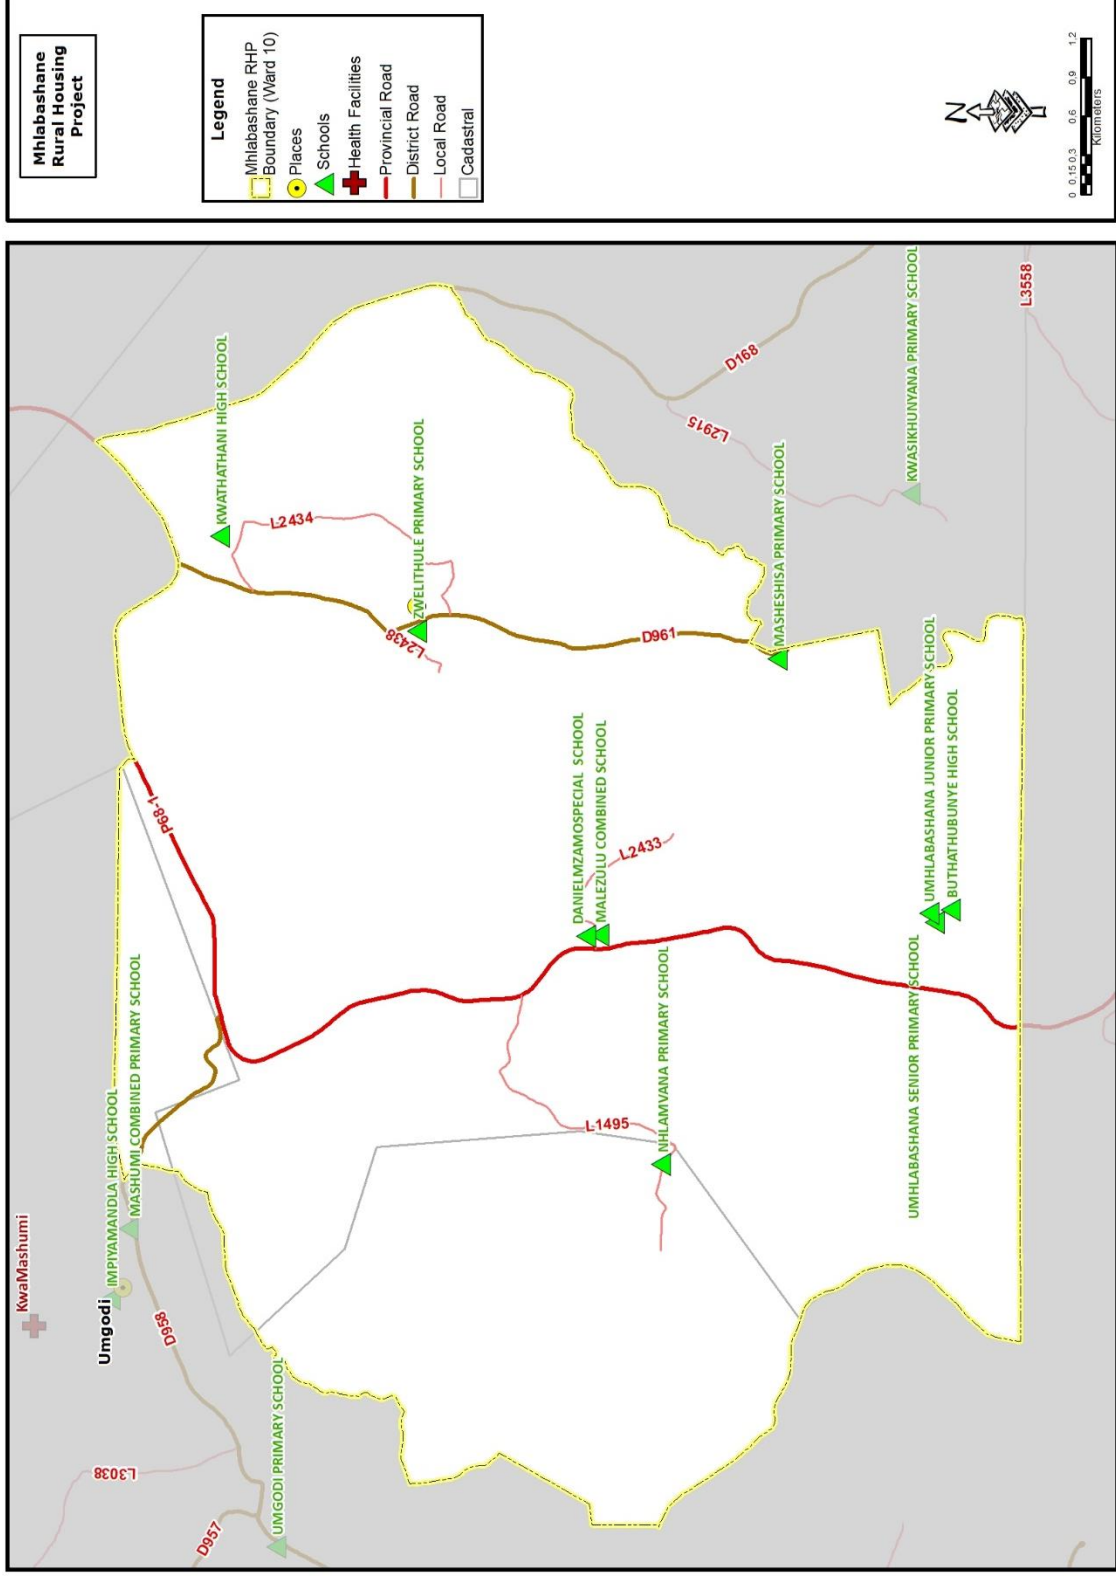 Mhlabashane
Rural Housing
Project
Legend
Mhlabashane RHP
Boundary (Ward 10)
Places
Schools
Health Facilities
Provincial Road
District Road
Local Road
Cadastral
N
0 0.15 0.3 0.6 0.9 1.2
Kilometers
KwaMashumi
Umgodi
IMPIYAMANDLA HIGH SCHOOL
MASHUMI COMBINED PRIMARY SCHOOL
D958
L3038
D957
UMGODI PRIMARY SCHOOL
P68-1
KWATHATHANI HIGH SCHOOL
L2434
ZWELITHULE PRIMARY SCHOOL
L2438
D961
MASHESHISA PRIMARY SCHOOL
D168
L2915
KWASIKHUNYANA PRIMARY SCHOOL
L3558
DANIELMZAMOSPECIAL SCHOOL
MALEZULU COMBINED SCHOOL
L2433
L1495
NHLAMVANA PRIMARY SCHOOL
UMHLABASHANA JUNIOR PRIMARY SCHOOL
BUTHATHUBUNYE HIGH SCHOOL
UMHLABASHANA SENIOR PRIMARY SCHOOL